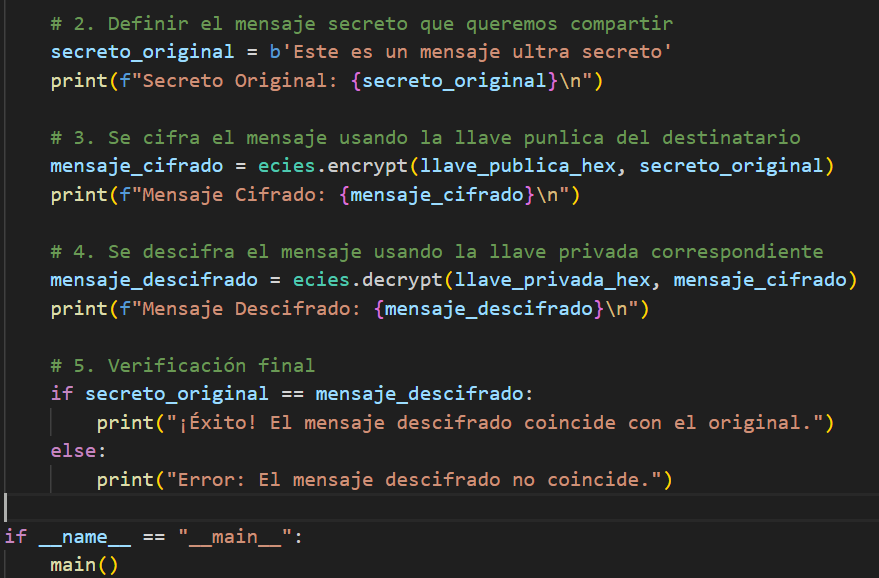 # 2. Definir el mensaje secreto que queremos compartir
secreto_original = b'Este es un mensaje ultra secreto'
print(f"Secreto Original: {secreto_original}\n")
# 3. Se cifra el mensaje usando la llave punlica del destinatario
mensaje_cifrado = ecies.encrypt(llave_publica_hex, secreto_original)
print(f"Mensaje Cifrado: {mensaje_cifrado}\n")
# 4. Se descifra el mensaje usando la llave privada correspondiente
mensaje_descifrado = ecies.decrypt(llave_privada_hex, mensaje_cifrado)
print(f"Mensaje Descifrado: {mensaje_descifrado}\n")
# 5. Verificación final
if secreto_original == mensaje_descifrado:
print("¡Éxito! El mensaje descifrado coincide con el original.")
else:
print("Error: El mensaje descifrado no coincide.")
if __name__ == "__main__":
main()